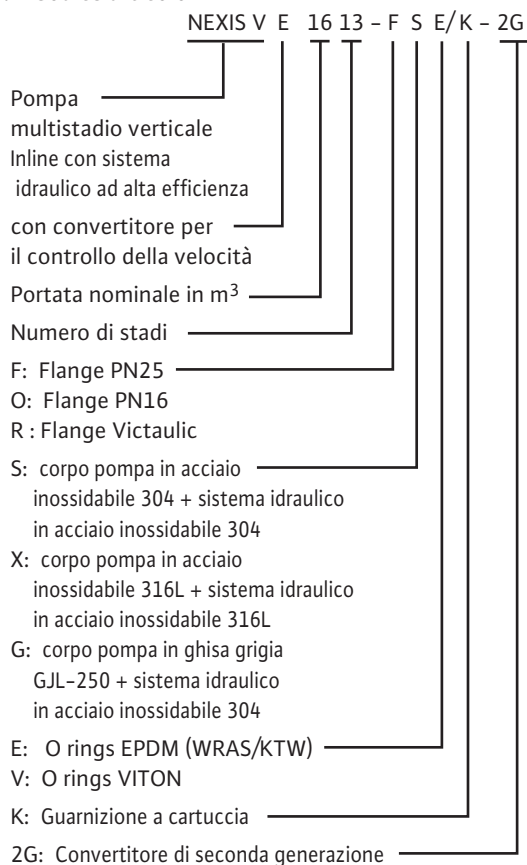 NEXIS V E 16 13 – F S E/ K – 2G
Pompa
multistadio verticale
Inline con sistema
idraulico ad alta efficienza
con convertitore per
il controllo della velocità
Portata nominale in m3
Numero di stadi
F: Flange PN25
O: Flange PN16
R : Flange Victaulic
S: corpo pompa in acciaio
inossidabile 304 + sistema idraulico
in acciaio inossidabile 304
X: corpo pompa in acciaio
inossidabile 316L + sistema idraulico
in acciaio inossidabile 316L
G: corpo pompa in ghisa grigia
GJL–250 + sistema idraulico
in acciaio inossidabile 304
E: O rings EPDM (WRAS/KTW)
V: O rings VITON
K: Guarnizione a cartuccia
2G: Convertitore di seconda generazione